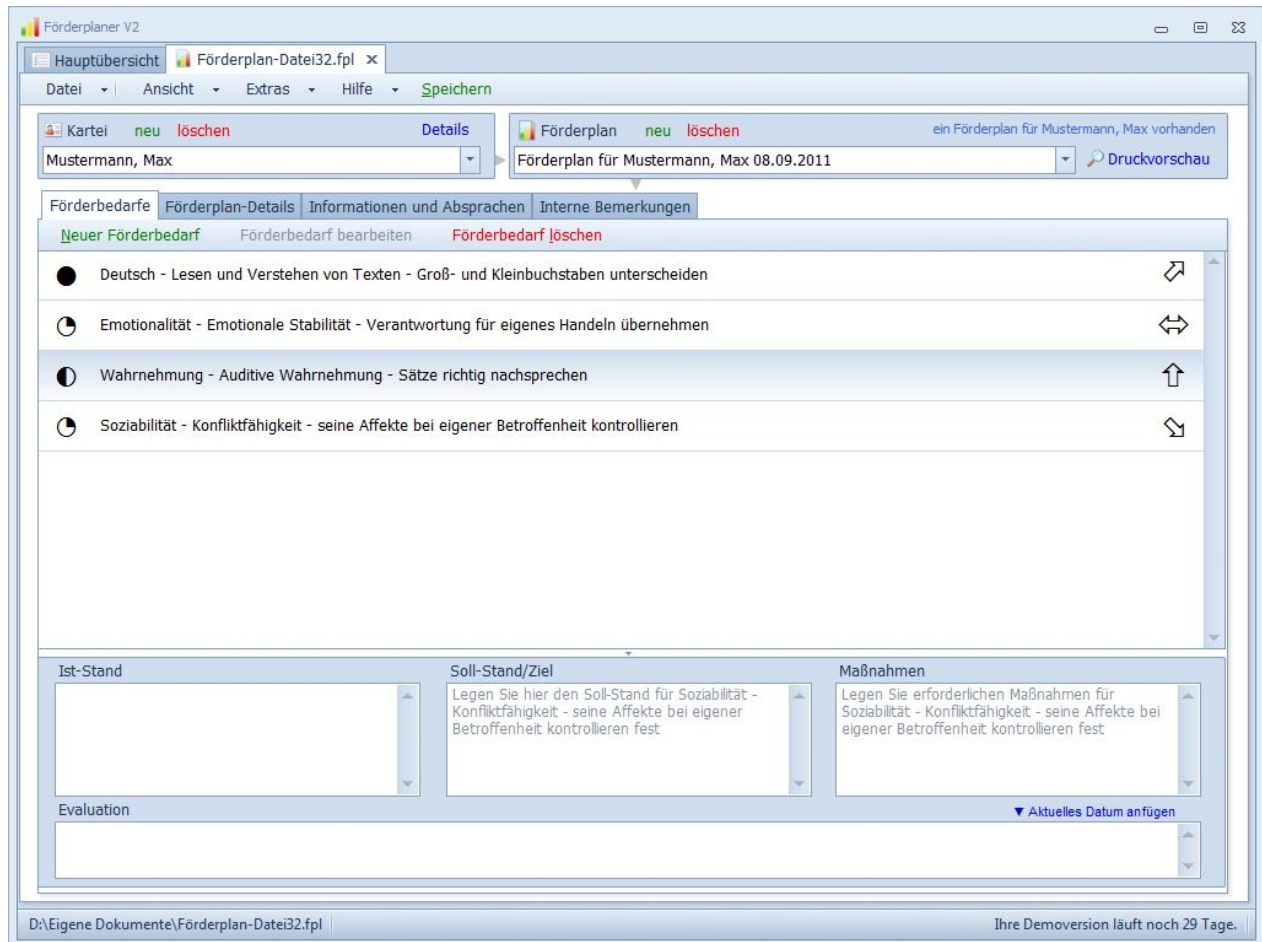 Förderplaner V2
Hauptübersicht Förderplan-Datei32.fpl x
Datei Ansicht Extras Hilfe Speichern
Kartei neu löschen Details
Mustermann, Max
Förderplan neu löschen ein Förderplan für Mustermann, Max vorhanden
Förderplan für Mustermann, Max 08.09.2011 Druckvorschau
Förderbedarfe Förderplan-Details Informationen und Absprachen Interne Bemerkungen
Neuer Förderbedarf Förderbedarf bearbeiten Förderbedarf löschen
Deutsch - Lesen und Verstehen von Texten - Groß- und Kleinbuchstaben unterscheiden
Emotionalität - Emotionale Stabilität - Verantwortung für eigenes Handeln übernehmen
Wahrnehmung - Auditive Wahrnehmung - Sätze richtig nachsprechen
Soziabilität - Konfliktfähigkeit - seine Affekte bei eigener Betroffenheit kontrollieren
Ist-Stand
Soll-Stand/Ziel
Legen Sie hier den Soll-Stand für Soziabilität -
Konfliktfähigkeit - seine Affekte bei eigener
Betroffenheit kontrollieren fest
Maßnahmen
Legen Sie erforderlichen Maßnahmen für
Soziabilität - Konfliktfähigkeit - seine Affekte bei
eigener Betroffenheit kontrollieren fest
Evaluation ▼ Aktuelles Datum anfügen
D:\Eigene Dokumente\Förderplan-Datei32.fpl Ihre Demoversion läuft noch 29 Tage.